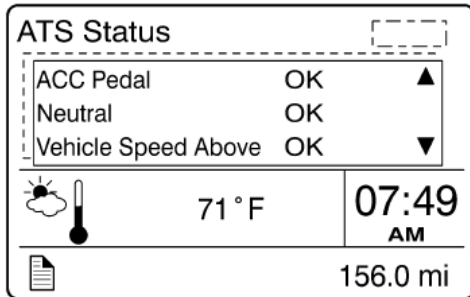 ATS Status
ACC Pedal OK
Neutral OK
Vehicle Speed Above OK
71°F
07:49
AM
156.0 mi